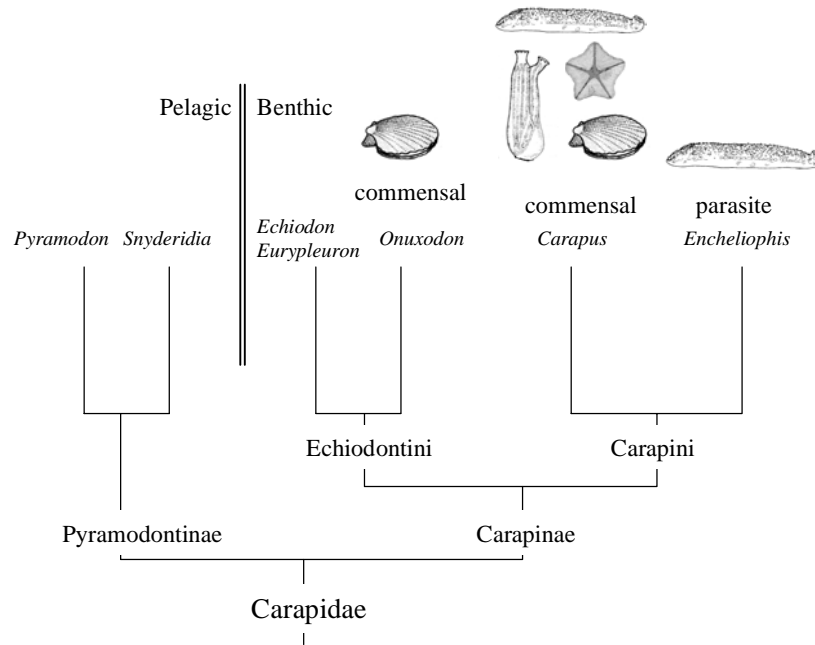 Pelagic Benthic
commensal
commensal parasite
Pyramodon Snyderidia Echiodon Eurypleuron Onuxodon Carapus Encheliophis
Echiodontini Carapini
Pyramodontinae Carapinae
Carapidae